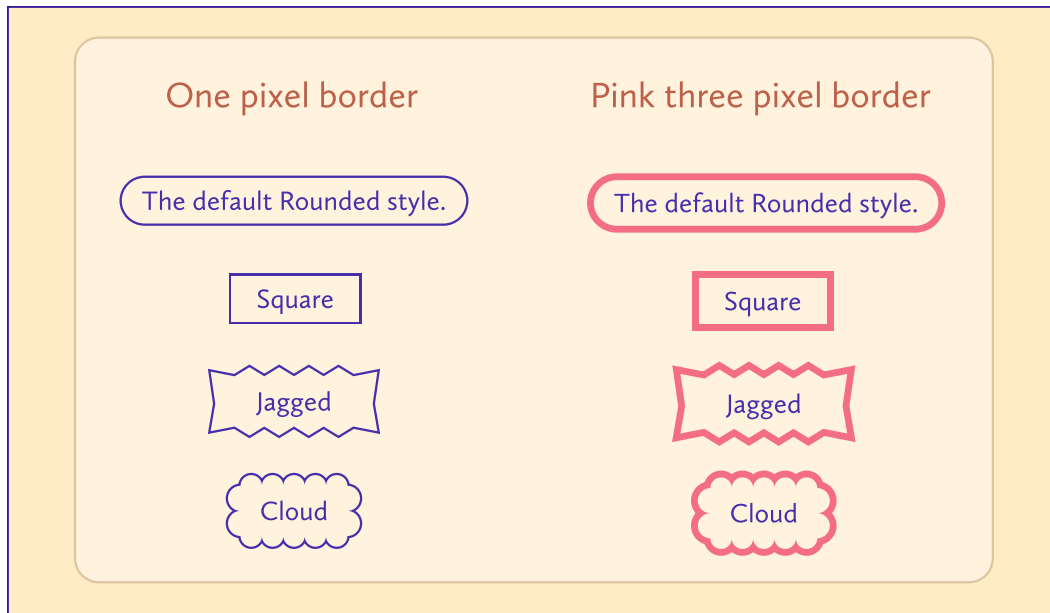 One pixel border
Pink three pixel border
The default Rounded style.
The default Rounded style.
Square
Square
Jagged
Jagged
Cloud
Cloud